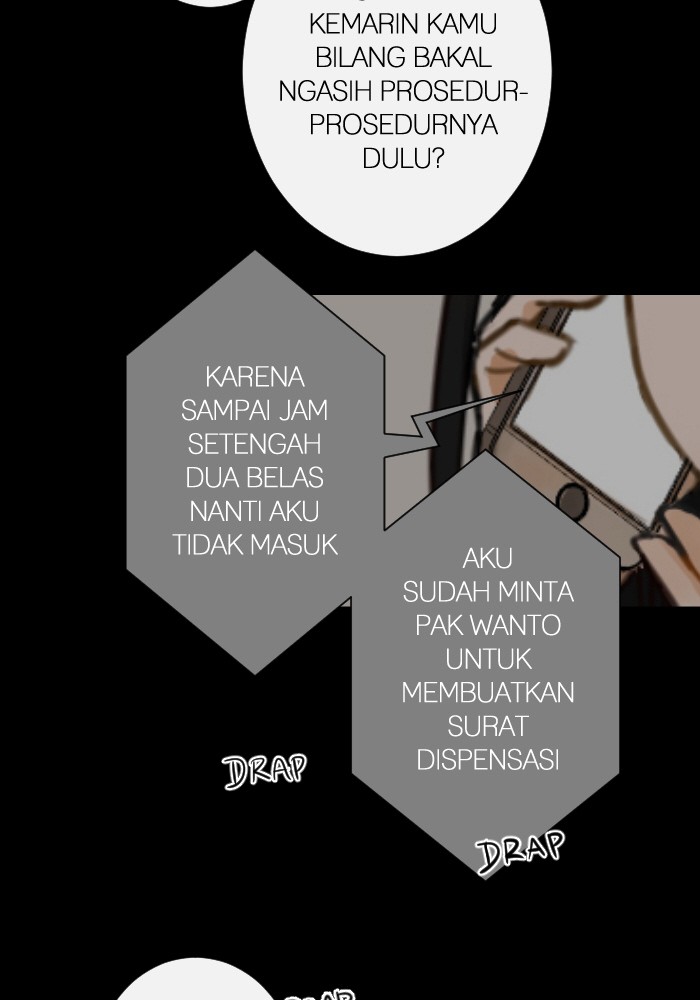 KEMARIN KAMU
BILANG BAKAL
NGASIH PROSEDUR-
PROSEDURNYA
DULU?
KARENA
SAMPAI JAM
SETENGAH
DUA BELAS
NANTI AKU
TIDAK MASUK
AKU
SUDAH MINTA
PAK WANTO
UNTUK
MEMBUATKAN
SURAT
DISPENSASI
DRAP
DRAP